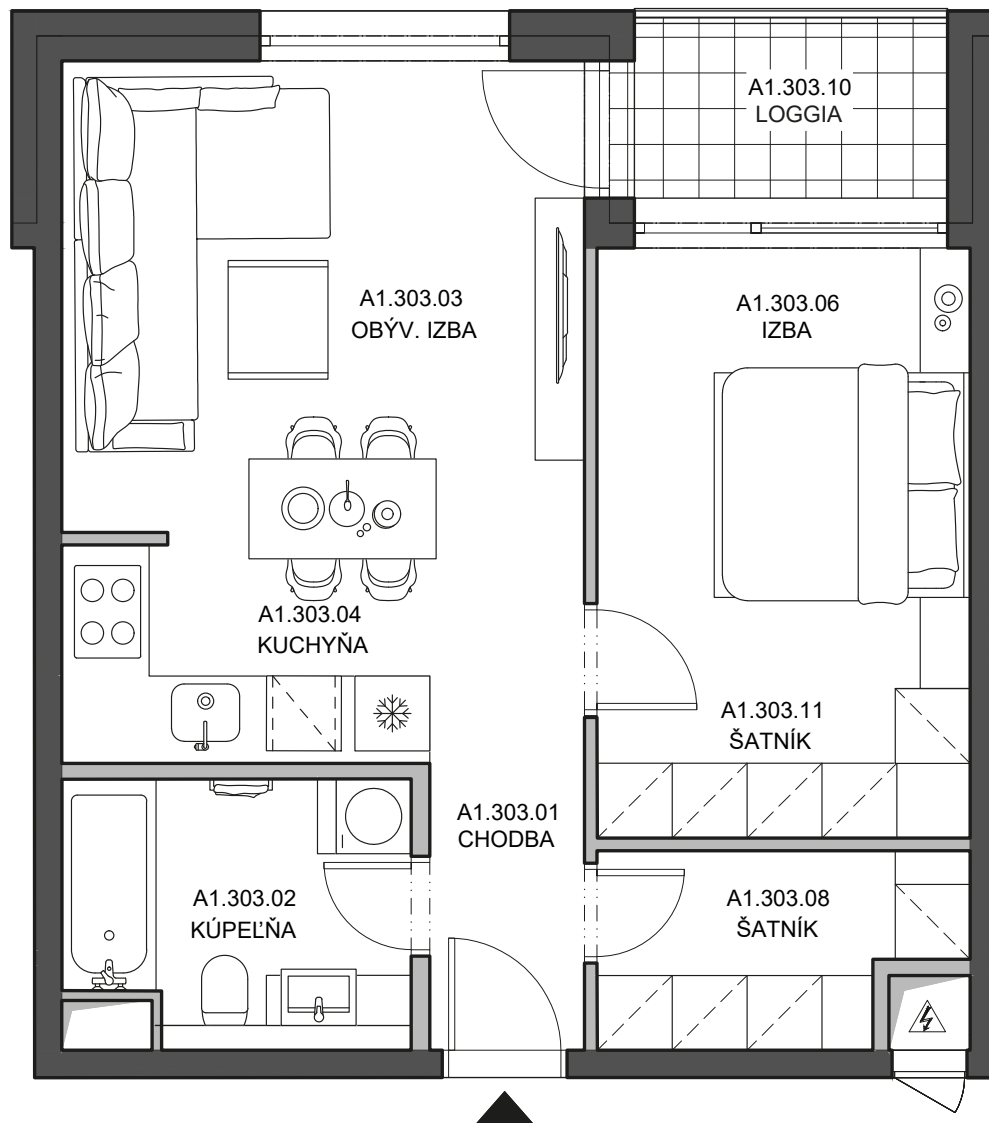 A1.303.10
LOGGIA
A1.303.03
OBÝV. IZBA
A1.303.06
IZBA
A1.303.04
KUCHYŇA
A1.303.11
ŠATNÍK
A1.303.01
CHODBA
A1.303.02
KÚPEĽŇA
A1.303.08
ŠATNÍK